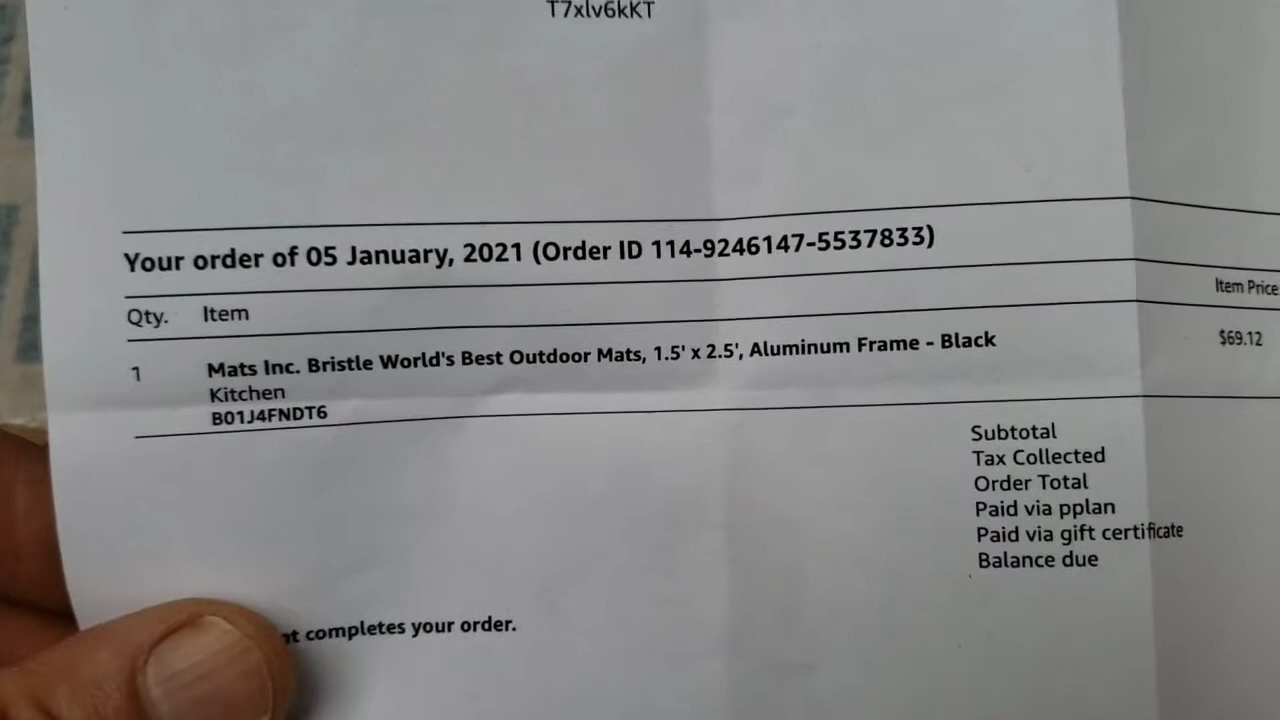 T7xlv6kKT
Your order of 05 January, 2021 (Order ID 114-9246147-5537833)
Qty. Item Item Price
1 Mats Inc. Bristle World's Best Outdoor Mats, 1.5' x 2.5', Aluminum Frame - Black $69.12
Kitchen
B01J4FNDT6
Subtotal
Tax Collected
Order Total
Paid via pplan
Paid via gift certificate
Balance due
completes your order.